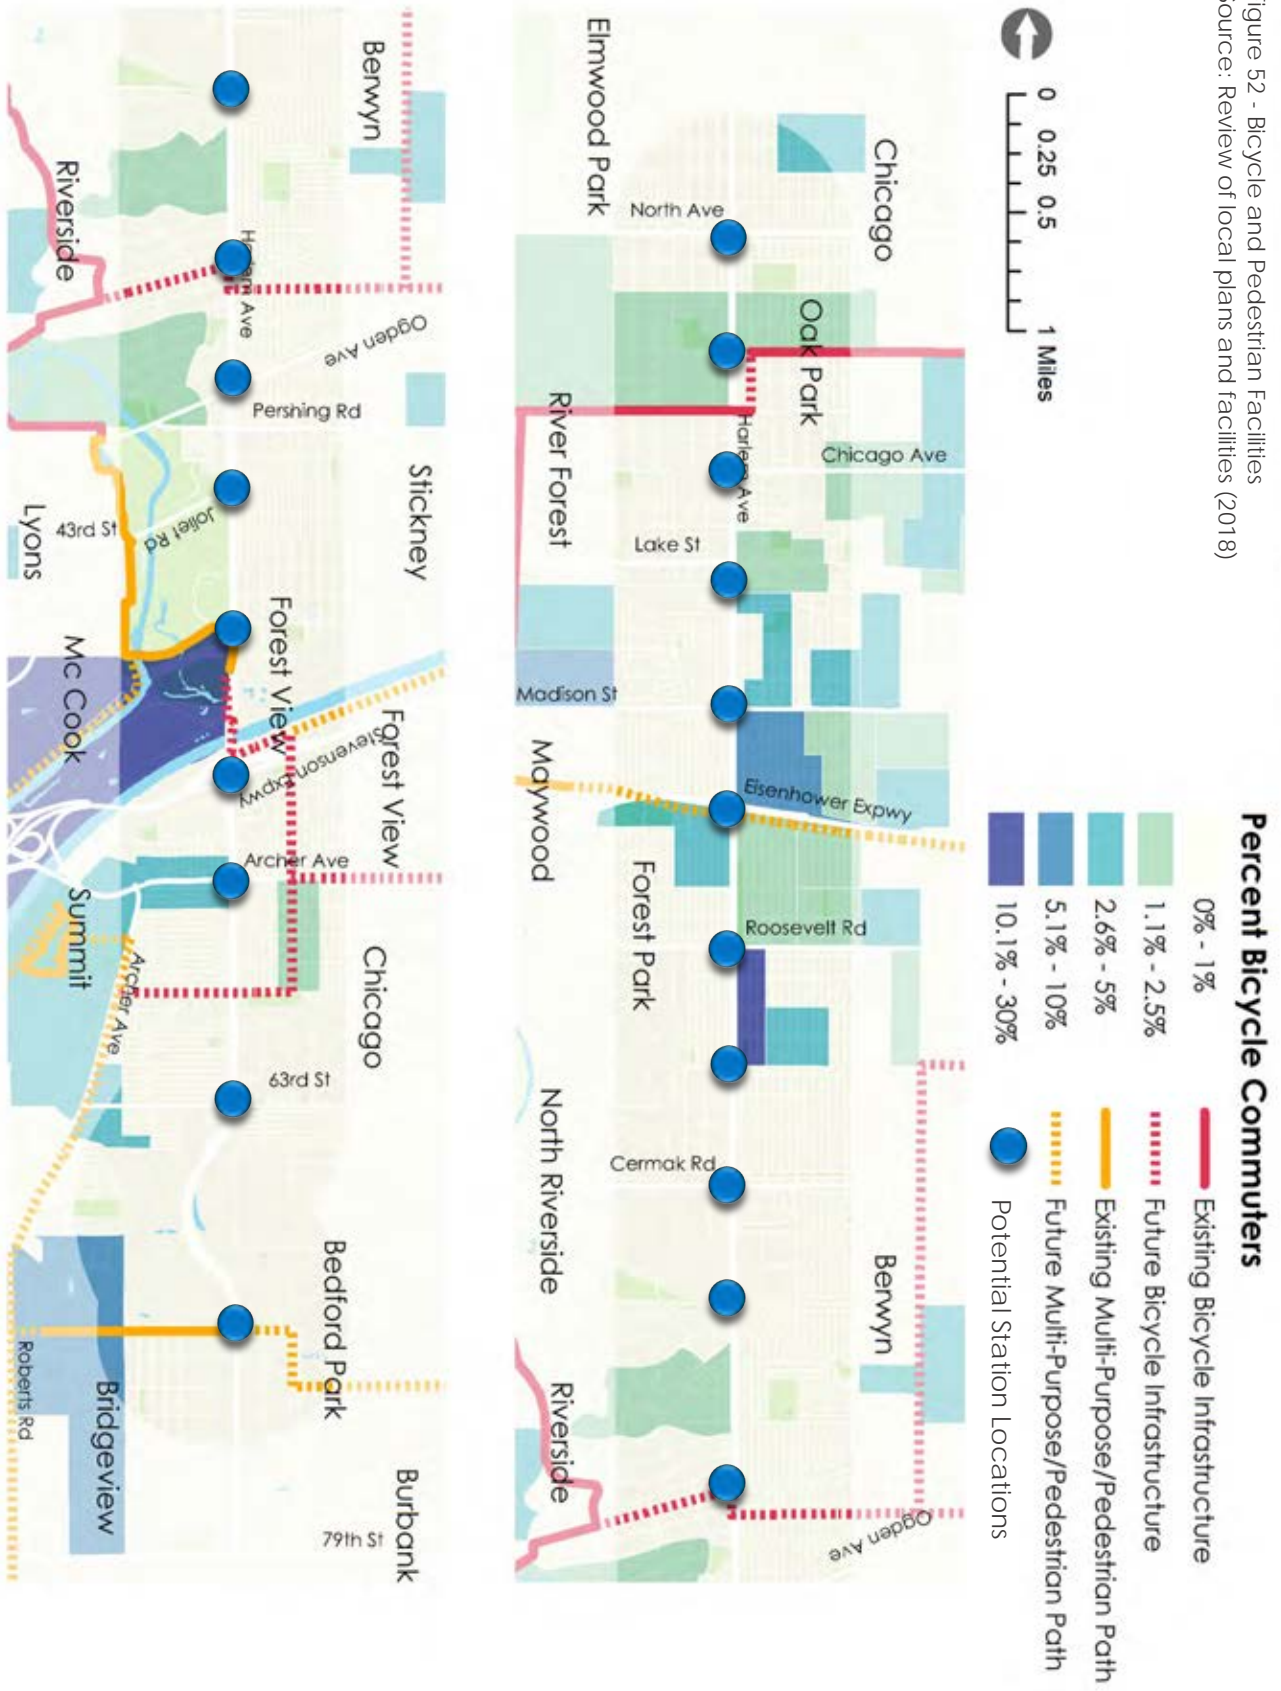 igure 52 - Bicycle and Pedestrian Facilities
ource: Review of local plans and facilities (2018)
Percent Bicycle Commuters
0% - 1%
1.1% - 2.5%
2.6% - 5%
5.1% - 10%
10.1% - 30%
Existing Bicycle Infrastructure
Future Bicycle Infrastructure
Existing Multi-Purpose/Pedestrian Path
Future Multi-Purpose/Pedestrian Path
Potential Station Locations
0 0.25 0.5 1 Miles
Chicago
Elmwood Park
North Ave
Oak Park
River Forest
Harlem Ave
Chicago Ave
Lake St
Madison St
Maywood
Eisenhower Expwy
Forest Park
Roosevelt Rd
North Riverside
Cermak Rd
Berwyn
Riverside
Ogden Ave
Berwyn
Riverside
Harlem Ave
Ogden Ave
Pershing Rd
Stickney
Lyons
43rd St
Joliet Rd
Forest View
Mc Cook
Forest View
Stevenson Expwy
Archer Ave
Summit
Archer Ave
Chicago
63rd St
Bedford Park
Roberts Rd
Bridgeview
79th St
Burbank